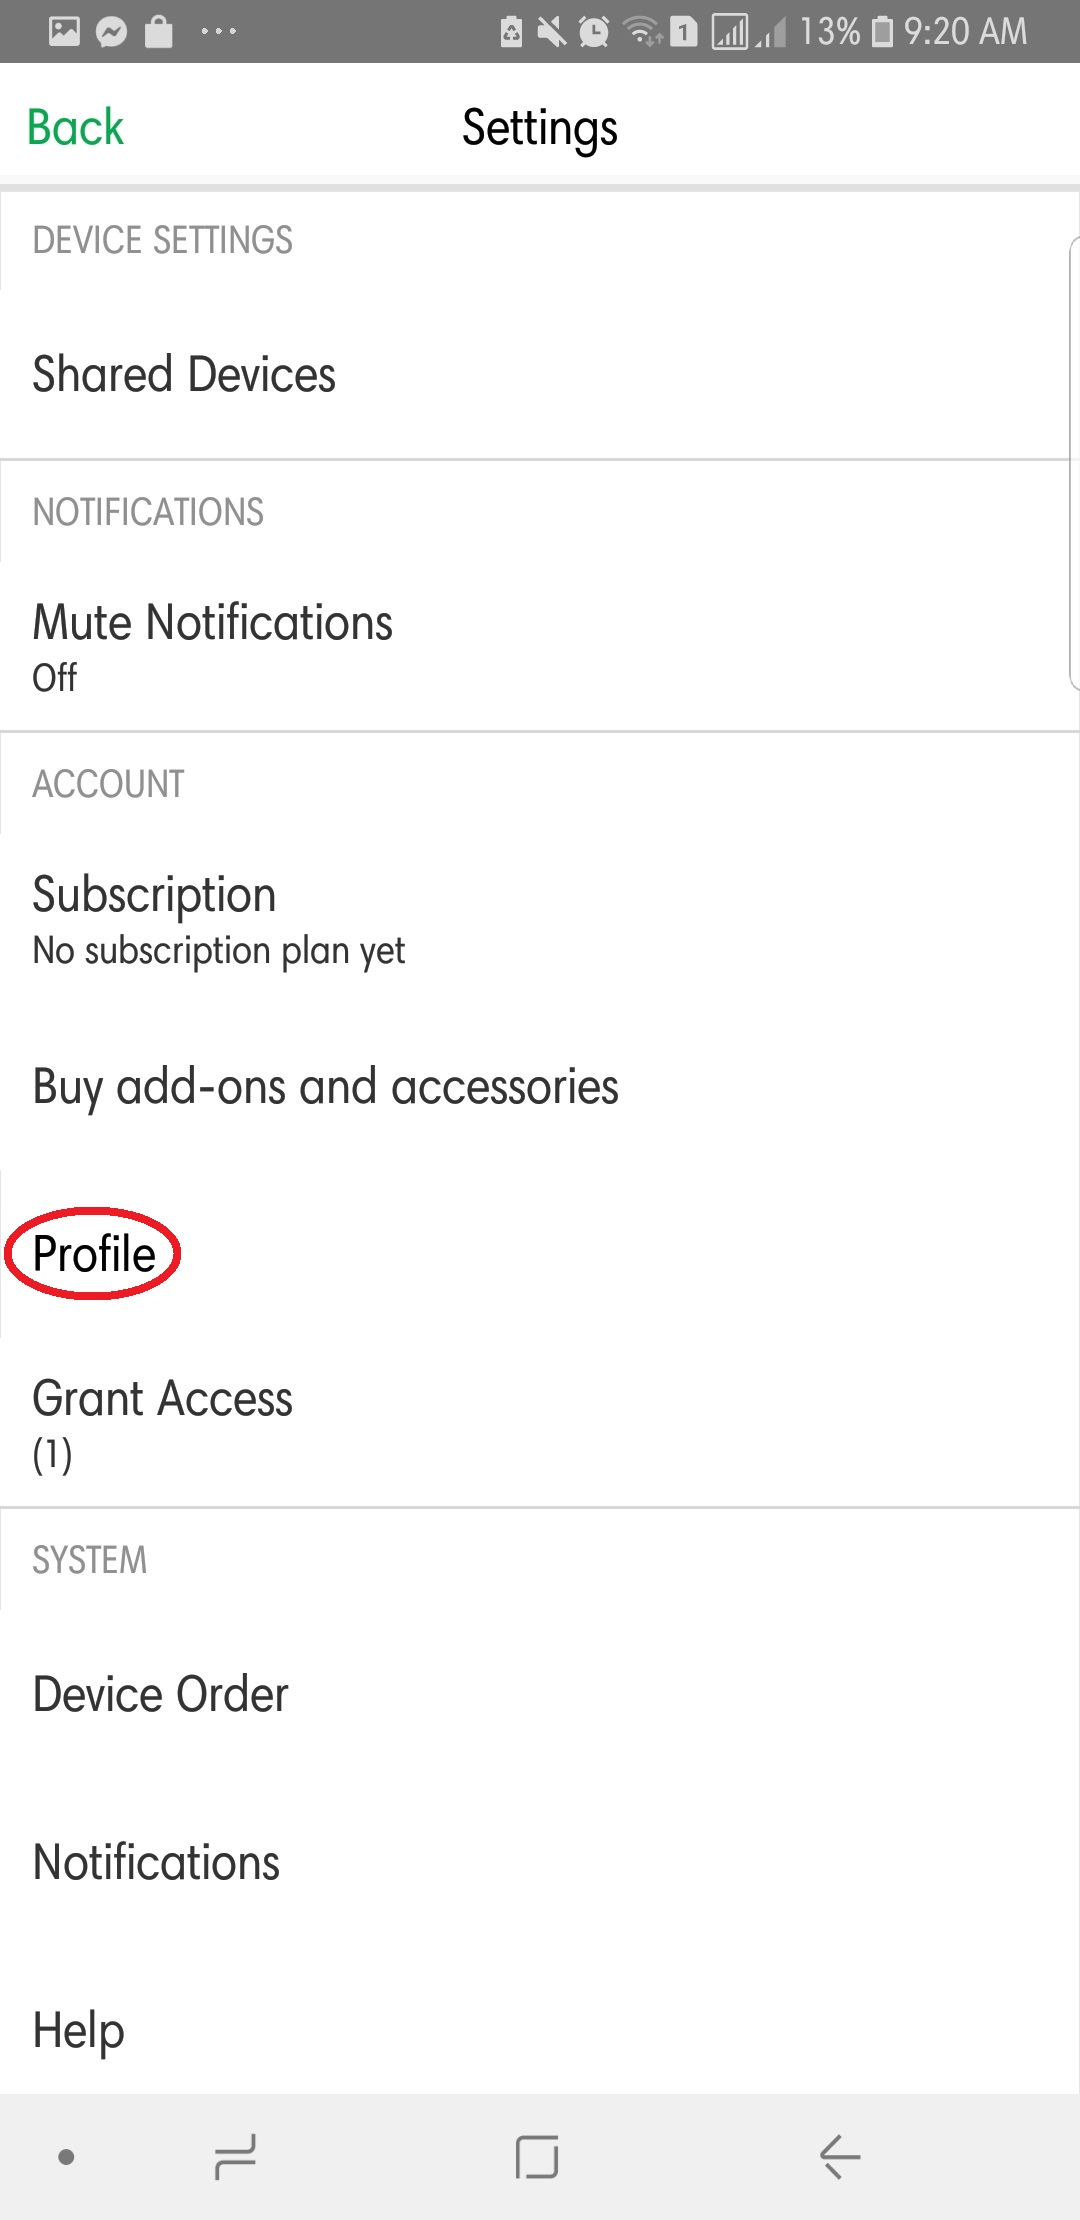 1 13% 9:20 AM
Back Settings
DEVICE SETTINGS
Shared Devices
NOTIFICATIONS
Mute Notifications
Off
ACCOUNT
Subscription
No subscription plan yet
Buy add-ons and accessories
Profile
Grant Access
(1)
SYSTEM
Device Order
Notifications
Help